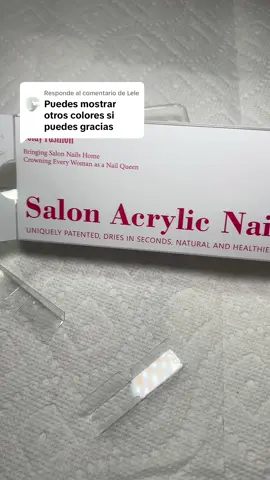 Responde al comentario de Lele
Puedes mostrar
otros colores si
puedes gracias
Bringing Salon Nails Home
Crowning Every Woman as a Nail Queen
Salon Acrylic Nai
UNIQUELY PATENTED, DRIES IN SECONDS, NATURAL AND HEALTHIE